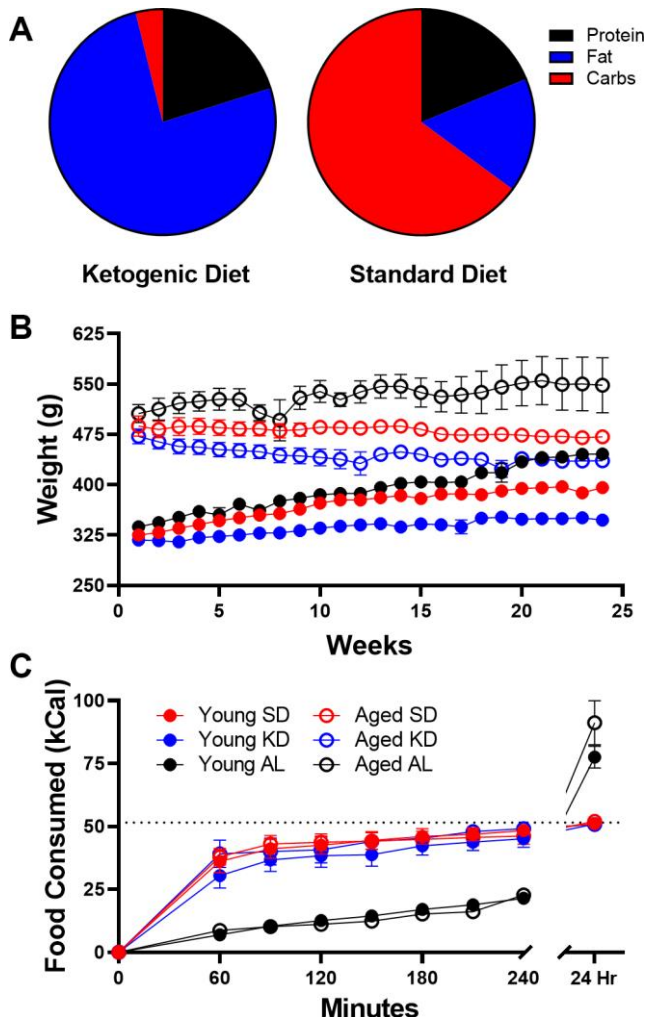 A
Protein
Fat
Carbs
Ketogenic Diet
Standard Diet
B
Weight (g)
625
550
475
400
325
250
0
5
10
15
20
25
Weeks
C
Food Consumed (kCal)
100
75
50
25
0
Young SD
Aged SD
Young KD
Aged KD
Young AL
Aged AL
0
60
120
180
240
24 Hr
Minutes